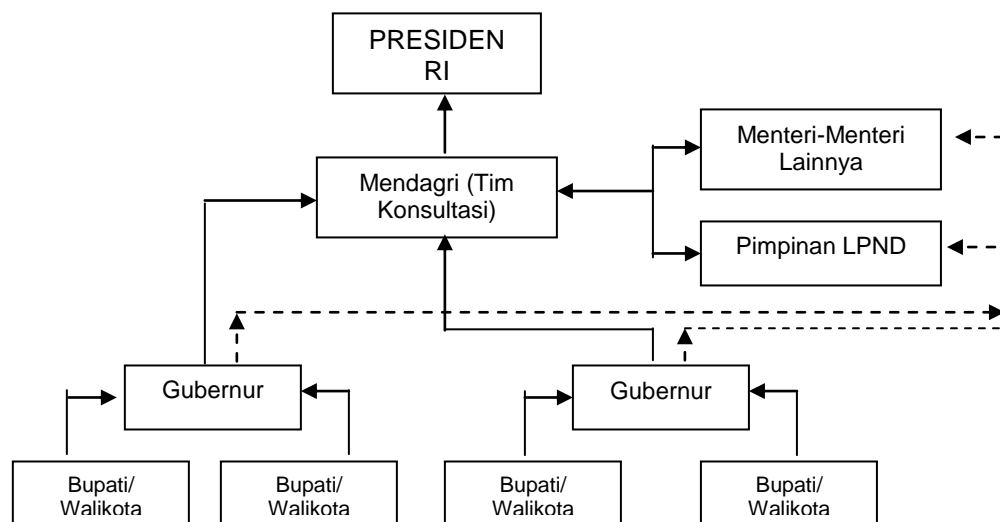 PRESIDEN
RI
Menteri-Menteri
Lainnya
Mendagri (Tim
Konsultasi)
Pimpinan LPND
Gubernur
Gubernur
Bupati/
Walikota
Bupati/
Walikota
Bupati/
Walikota
Bupati/
Walikota